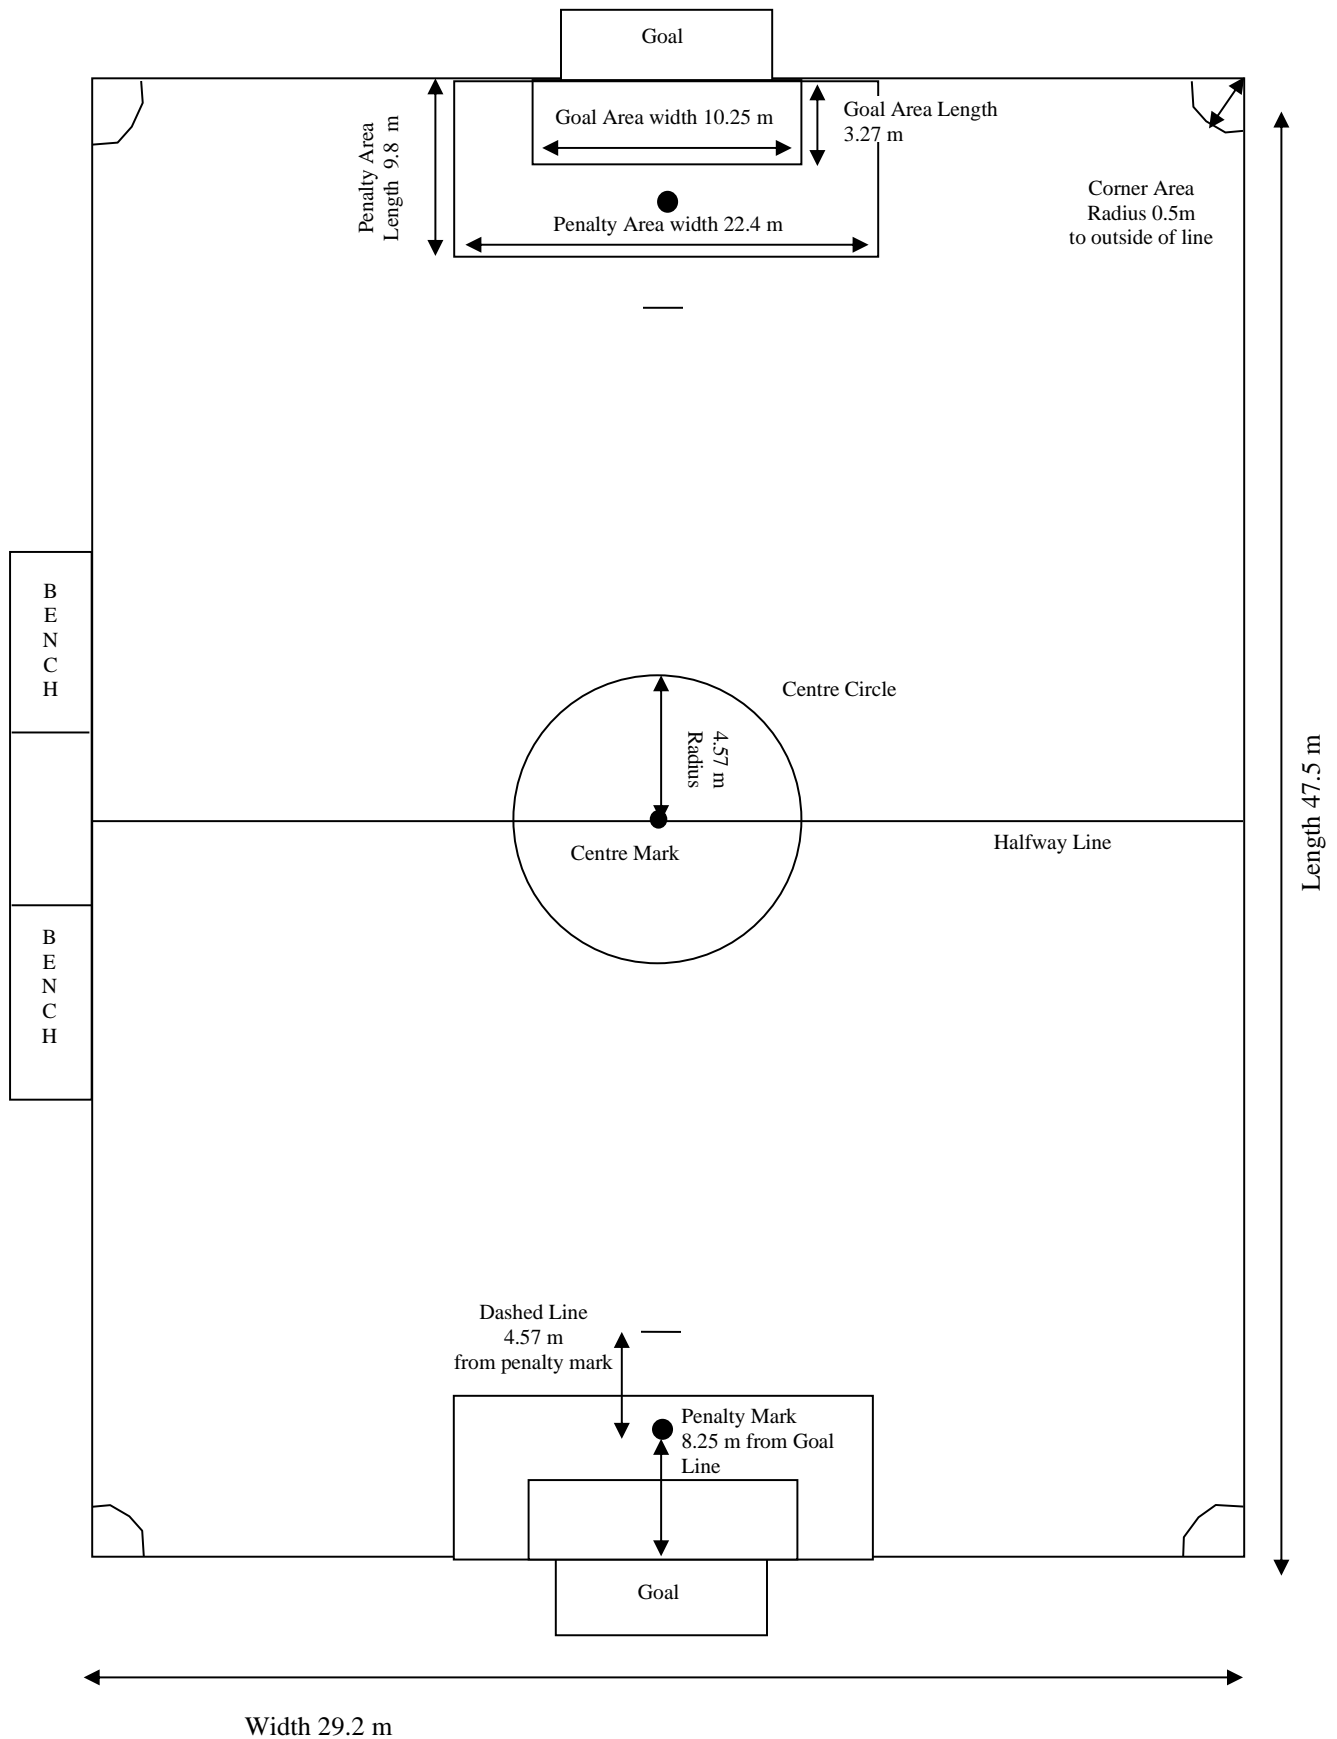 Goal
Goal Area width 10.25 m
Goal Area Length
3.27 m
Penalty Area
Length  9.8  m
Corner Area
Radius 0.5m
to outside of line
Penalty Area width 22.4 m
B
E
N
C
H
Centre Circle
4.57 m
Radius
Length 47.5 m
Centre Mark
Halfway Line
B
E
N
C
H
Dashed Line
4.57 m
from penalty mark
Penalty Mark
8.25 m from Goal
Line
Goal
Width 29.2 m